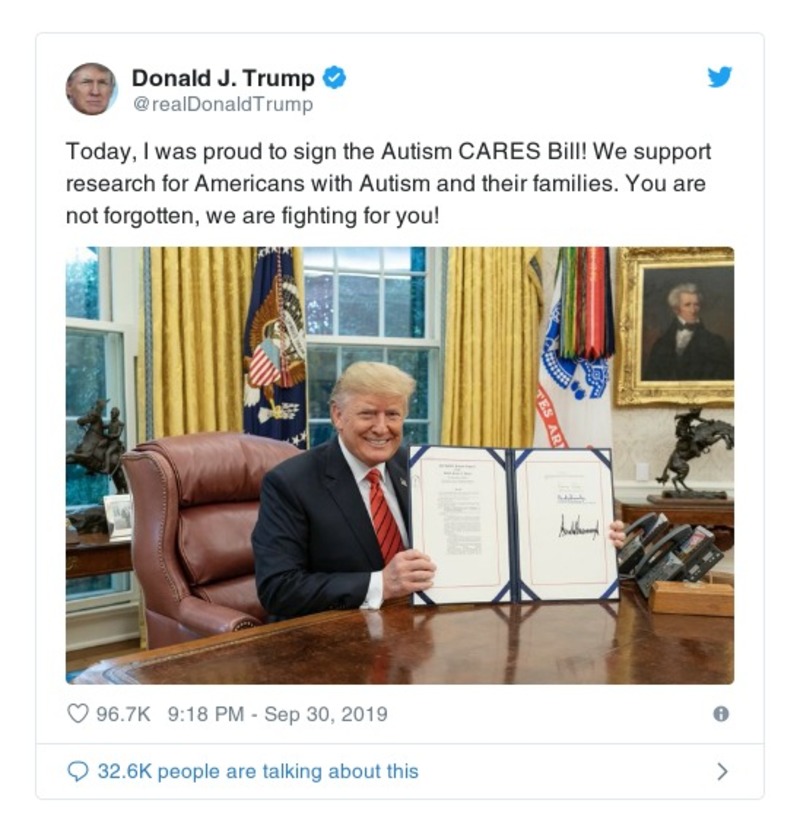 Donald J. Trump
@realDonaldTrump
Today, I was proud to sign the Autism CARES Bill! We support
research for Americans with Autism and their families. You are
not forgotten, we are fighting for you!
TES AR
96.7K 9:18 PM - Sep 30, 2019
32.6K people are talking about this